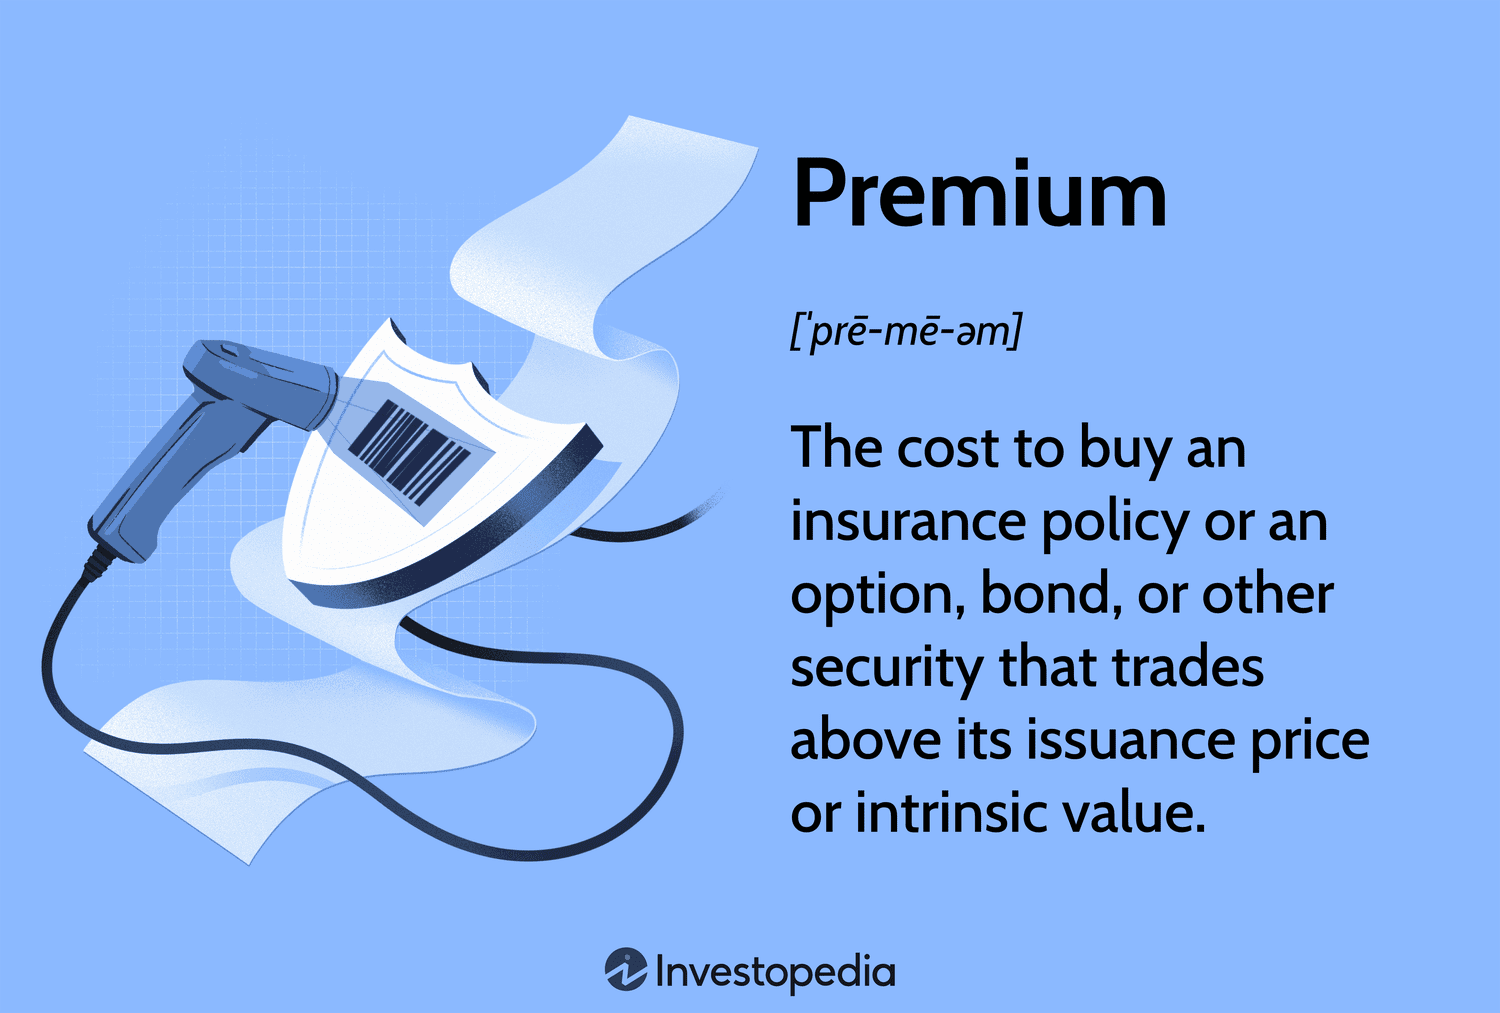 Premium
[ˈprē-mē-əm]
The cost to buy an
insurance policy or an
option, bond, or other
security that trades
above its issuance price
or intrinsic value.
Investopedia